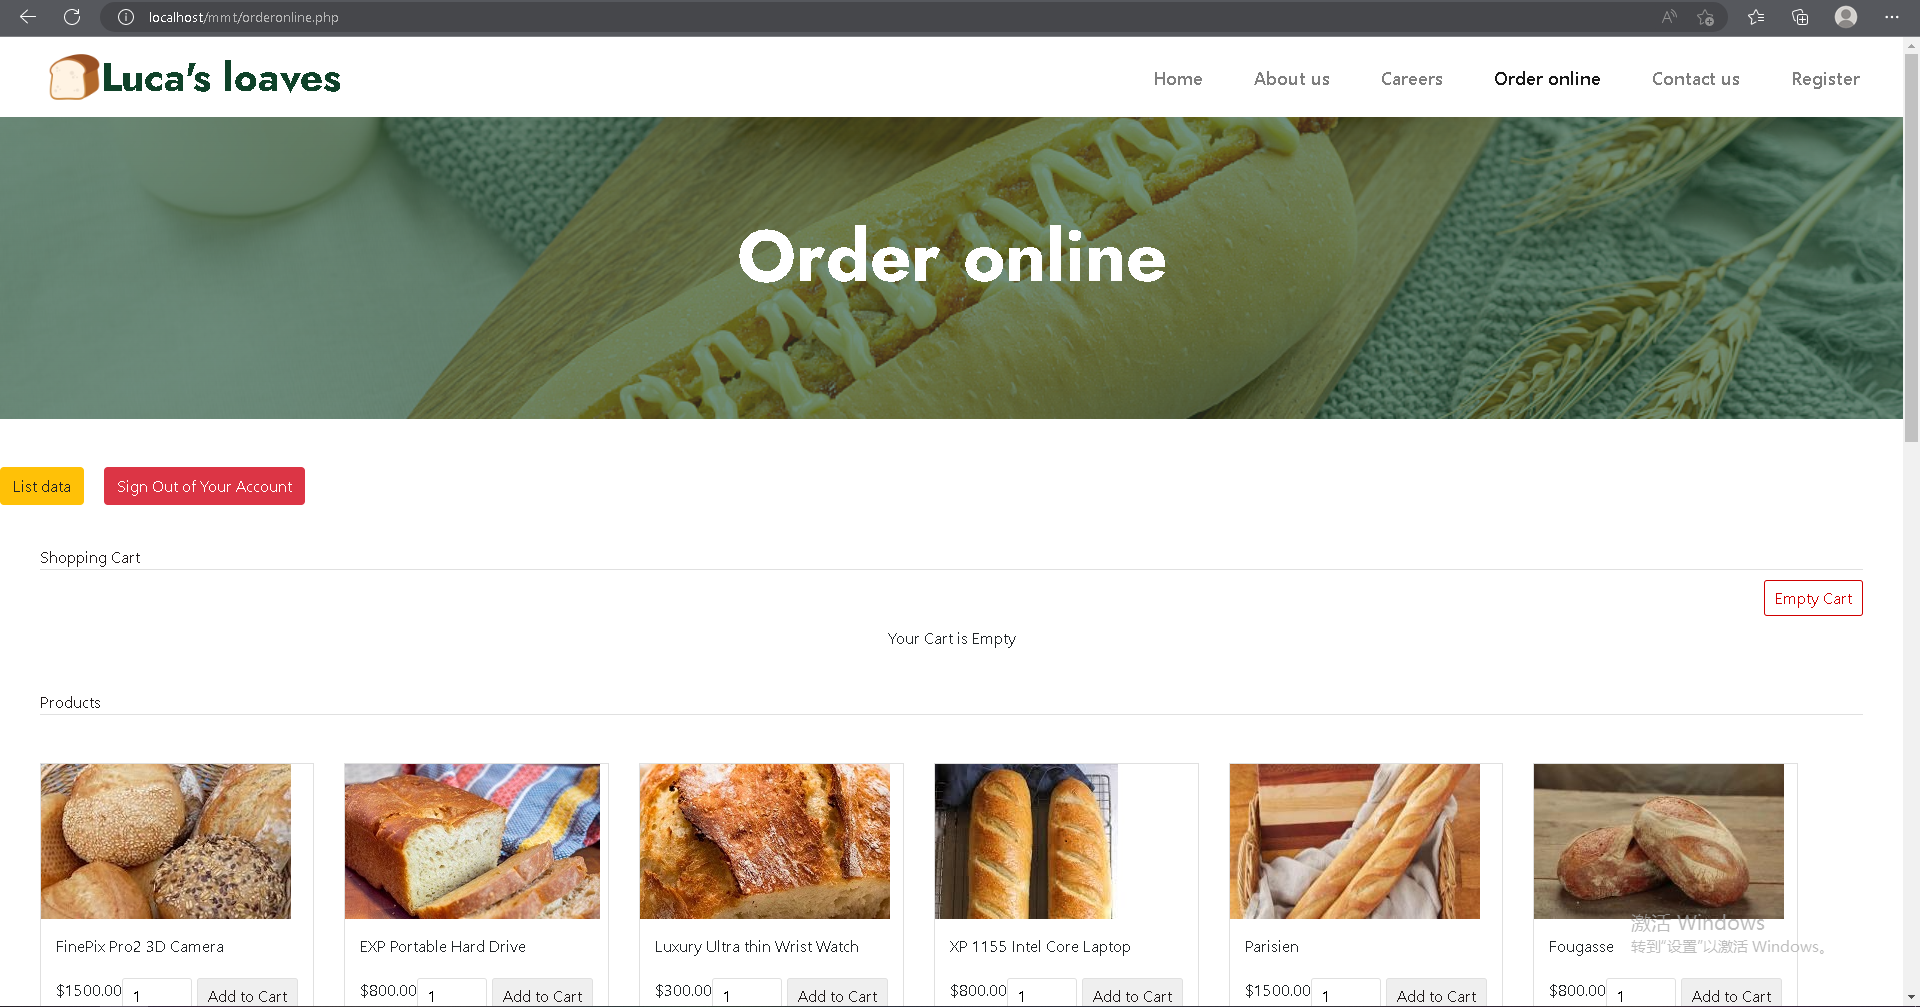 localhost/mmt/orderonline.php
Luca's loaves
Home About us Careers Order online Contact us Register
Order online
List data Sign Out of Your Account
Shopping Cart
Empty Cart
Your Cart is Empty
Products
FinePix Pro2 3D Camera
$1500.00 1 Add to Cart
EXP Portable Hard Drive
$800.00 1 Add to Cart
Luxury Ultra thin Wrist Watch
$300.00 1 Add to Cart
XP 1155 Intel Core Laptop
$800.00 1 Add to Cart
Parisien
$1500.00 1 Add to Cart
Fougasse
$800.00 1 Add to Cart
激活 Windows
转到"设置"以激活 Windows。